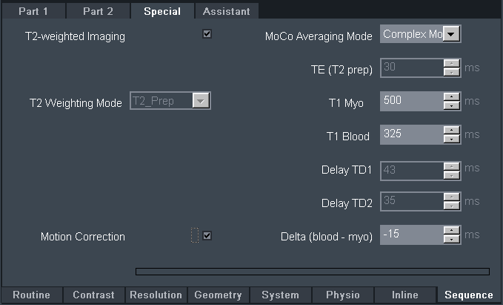 Part 1 Part 2 Special Assistant
T2-weighted Imaging MoCo Averaging Mode Complex Mo
TE (T2 prep) 30 ms
T2 Weighting Mode T2_Prep T1 Myo 500 ms
T1 Blood 325 ms
Delay TD1 43 ms
Delay TD2 35 ms
Motion Correction Delta (blood - myo) -15 ms
Routine Contrast Resolution Geometry System Physio Inline Sequence